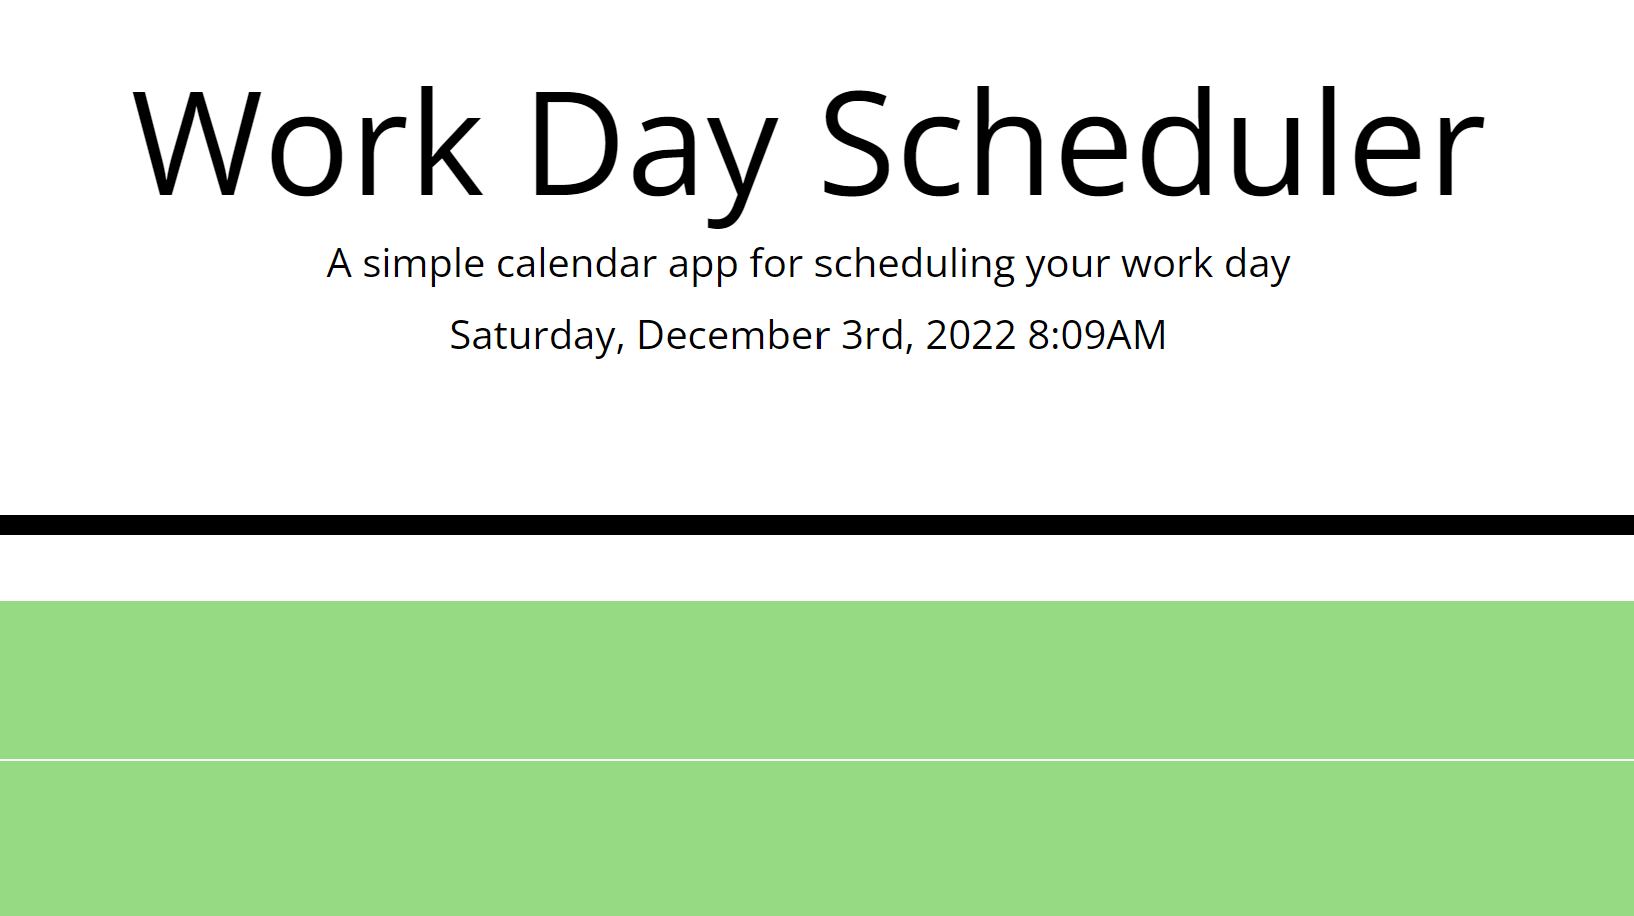 Work Day Scheduler
A simple calendar app for scheduling your work day
Saturday, December 3rd, 2022 8:09AM